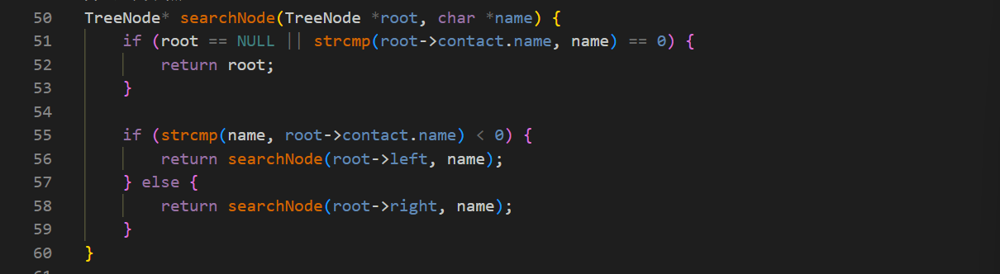 50 TreeNode* searchNode(TreeNode *root, char *name) {
51     if (root == NULL || strcmp(root->contact.name, name) == 0) {
52         return root;
53     }
54
55     if (strcmp(name, root->contact.name) < 0) {
56         return searchNode(root->left, name);
57     } else {
58         return searchNode(root->right, name);
59     }
60 }